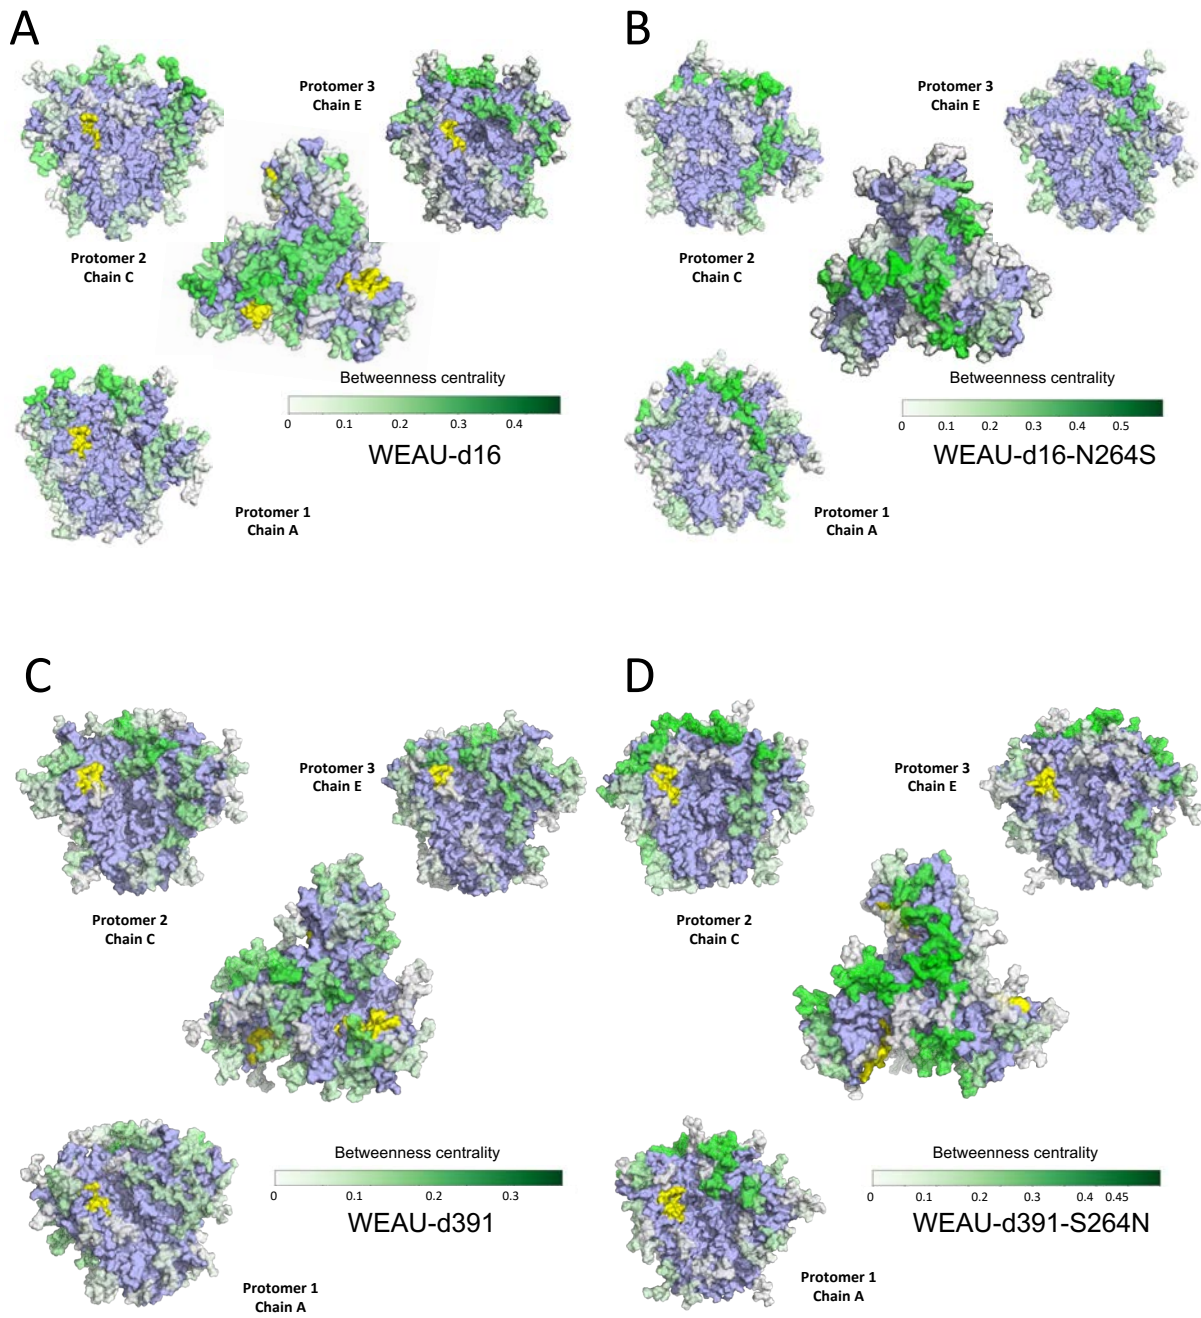 A
Protomer 3
Chain E
Protomer 2
Chain C
Betweenness centrality
0 0.1 0.2 0.3 0.4
WEAU-d16
Protomer 1
Chain A
B
Protomer 3
Chain E
Protomer 2
Chain C
Betweenness centrality
0 0.1 0.2 0.3 0.4 0.5
WEAU-d16-N264S
Protomer 1
Chain A
C
Protomer 3
Chain E
Protomer 2
Chain C
Betweenness centrality
0 0.1 0.2 0.3
WEAU-d391
Protomer 1
Chain A
D
Protomer 3
Chain E
Protomer 2
Chain C
Betweenness centrality
0 0.1 0.2 0.3 0.4 0.45
WEAU-d391-S264N
Protomer 1
Chain A